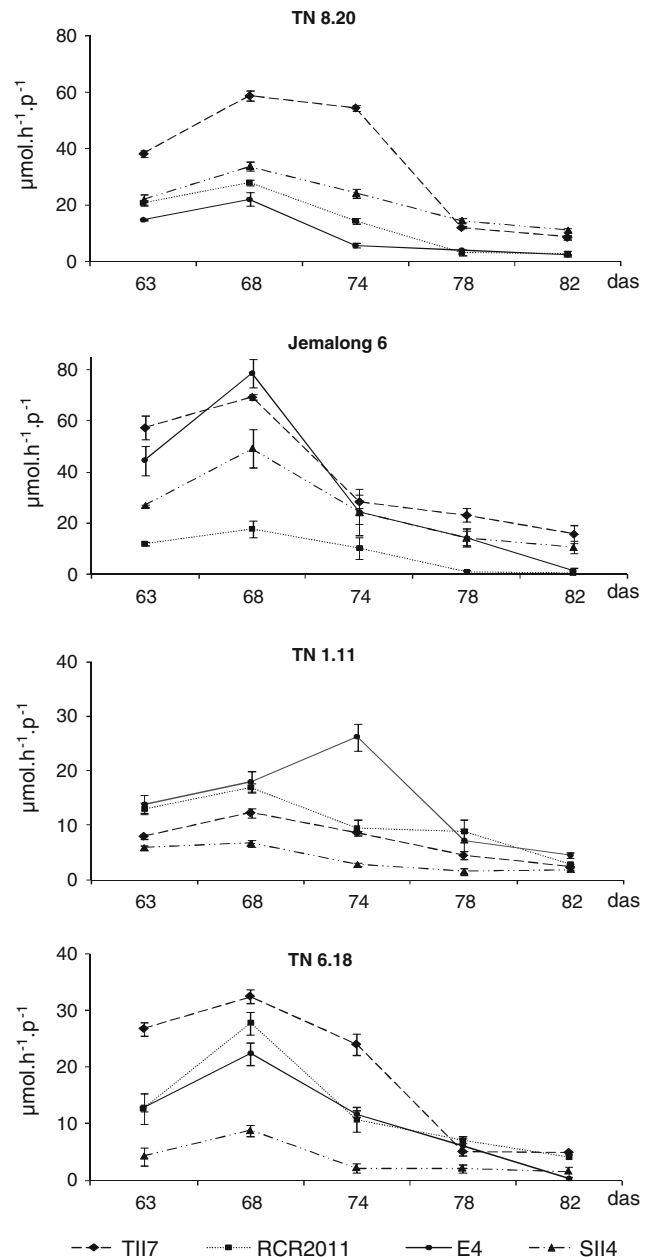 TN 8.20
µmol.h⁻¹.p⁻¹
80
60
40
20
0
63 68 74 78 82 das
Jemalong 6
µmol.h⁻¹.p⁻¹
80
60
40
20
0
63 68 74 78 82 das
TN 1.11
µmol.h⁻¹.p⁻¹
40
30
20
10
0
63 68 74 78 82 das
TN 6.18
µmol.h⁻¹.p⁻¹
40
30
20
10
0
63 68 74 78 82 das
TII7 RCR2011 E4 SII4